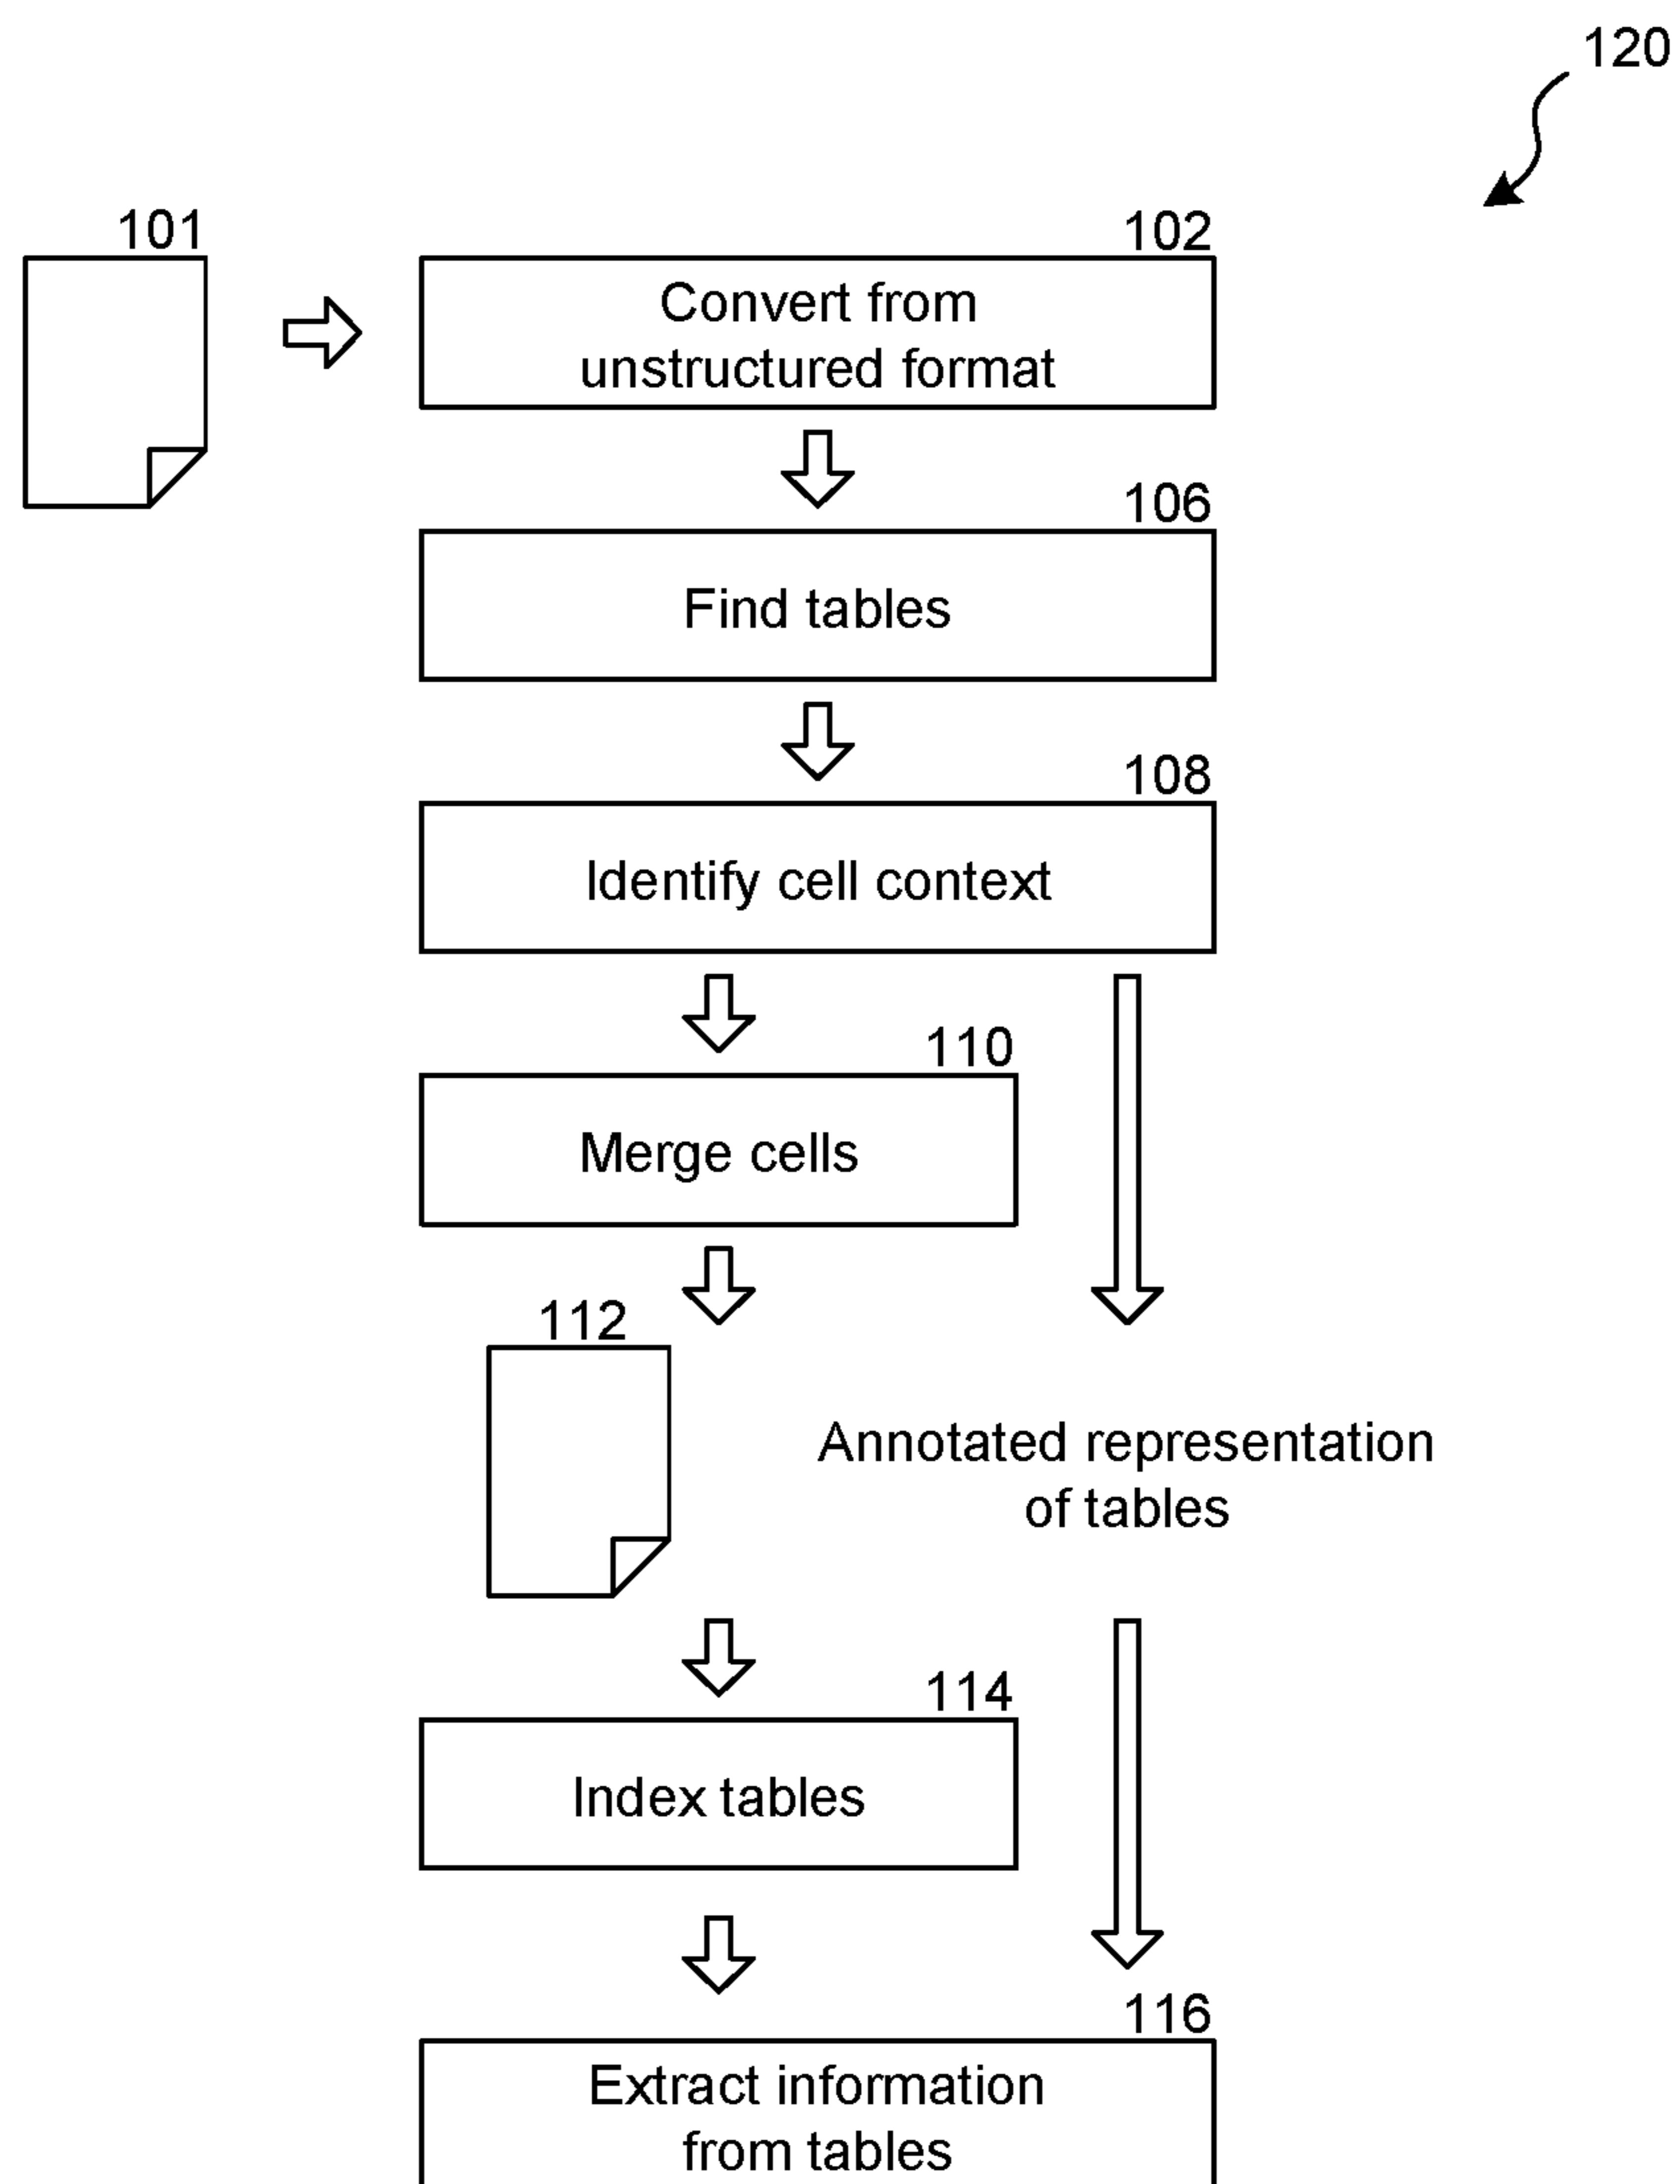 120
101
102
Convert from
unstructured format
106
Find tables
108
Identify cell context
110
Merge cells
112
Annotated representation
of tables
114
Index tables
116
Extract information
from tables